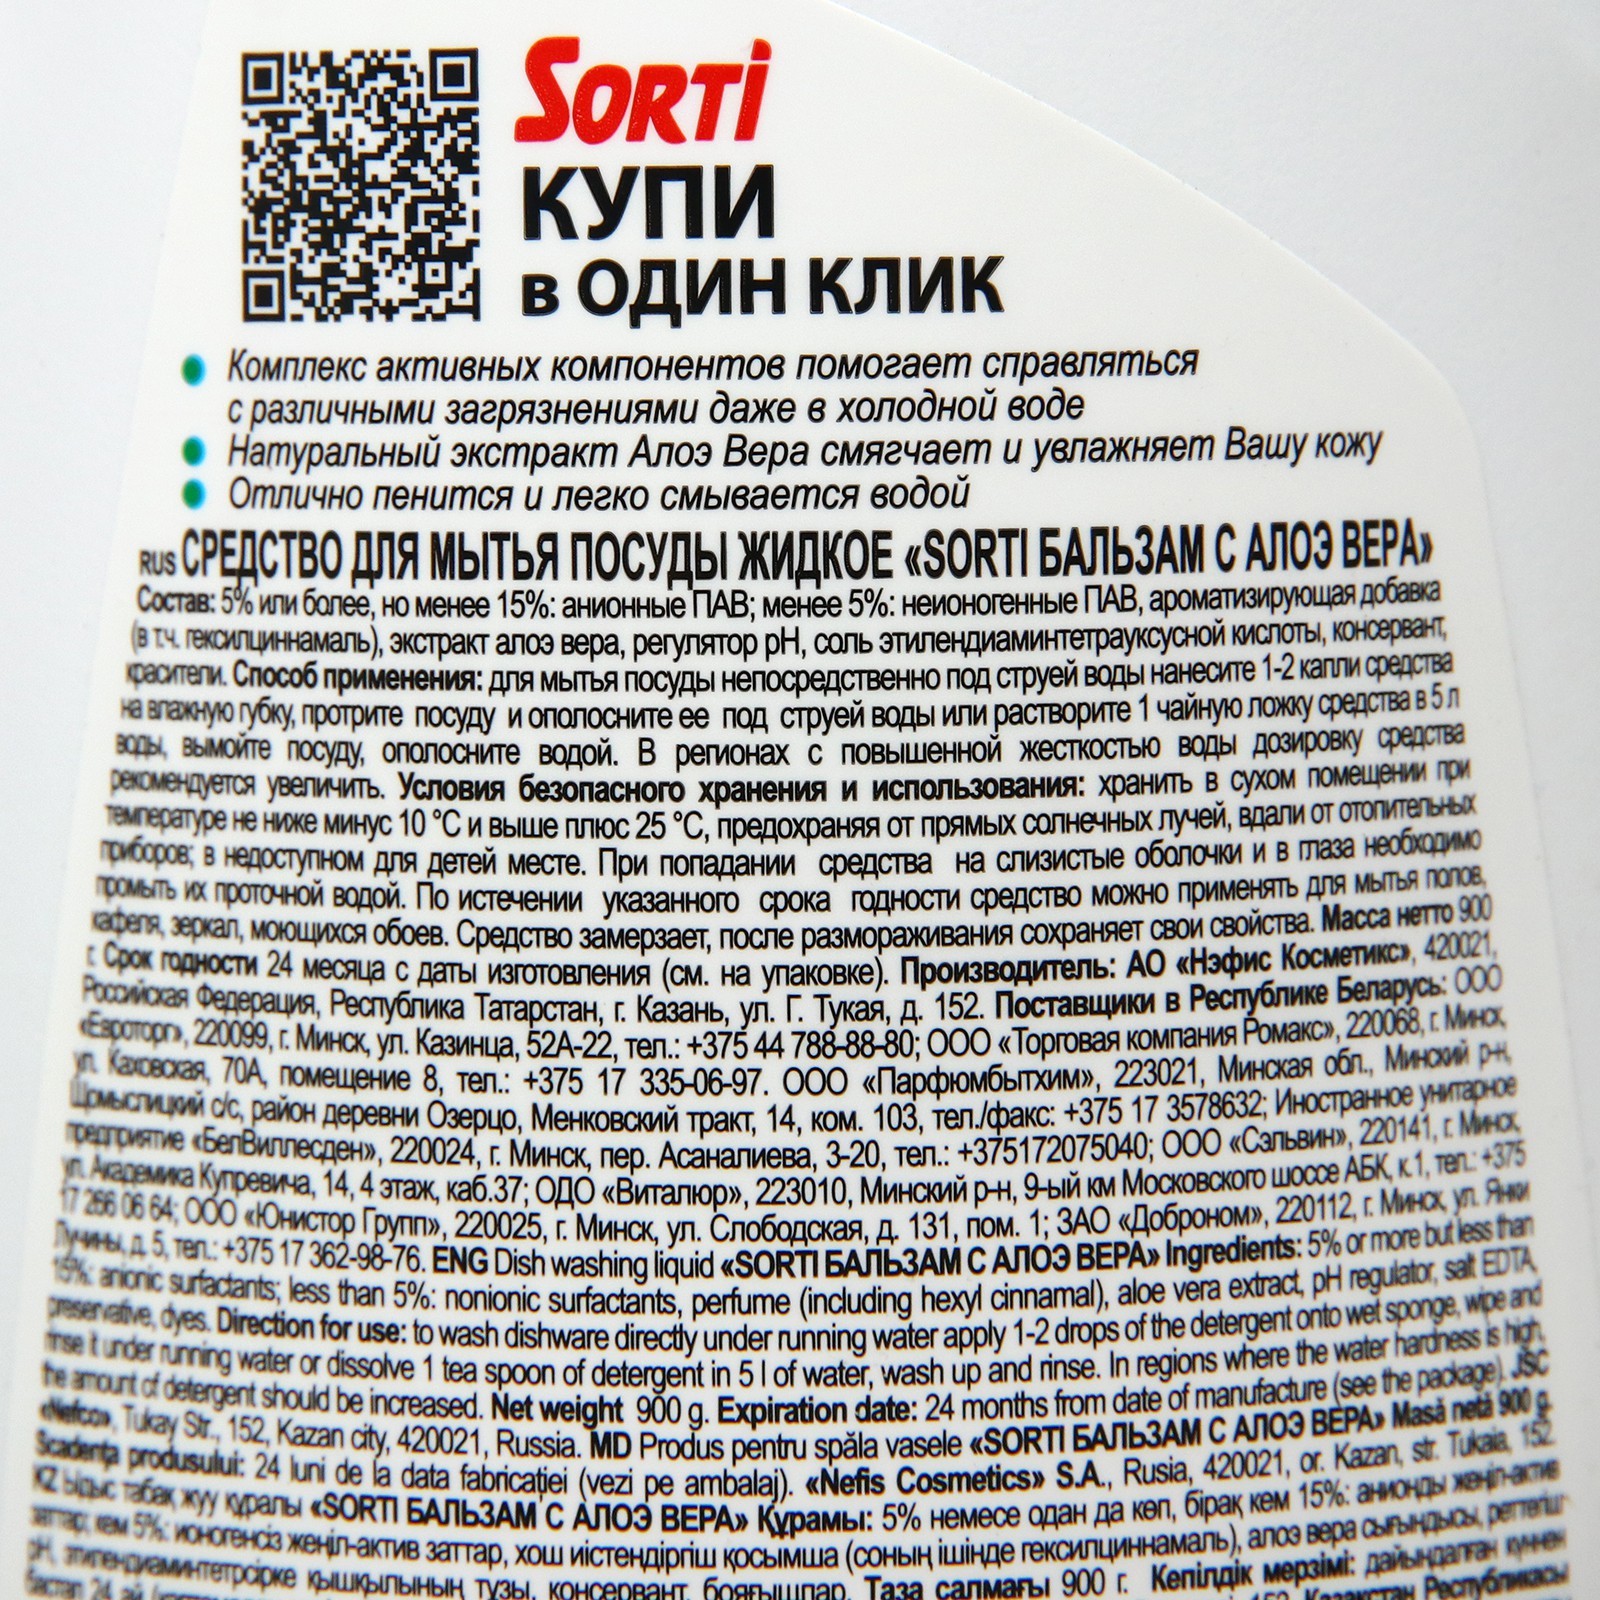 SORTI
КУПИ
в ОДИН КЛИК
Комплекс активных компонентов помогает справляться
с различными загрязнениями даже в холодной воде
Натуральный экстракт Алоэ Вера смягчает и увлажняет Вашу кожу
Отлично пенится и легко смывается водой
RUS СРЕДСТВО ДЛЯ МЫТЬЯ ПОСУДЫ ЖИДКОЕ «SORTI БАЛЬЗАМ С АЛОЭ ВЕРА»
Состав: 5% или более, но менее 15%: анионные ПАВ; менее 5%: неионогенные ПАВ, ароматизирующая добавка
(в т.ч. гексилциннамаль), экстракт алоэ вера, регулятор pH, соль этилендиаминтетрауксусной кислоты, консервант,
красители. Способ применения: для мытья посуды непосредственно под струей воды нанесите 1-2 капли средства
на влажную губку, протрите посуду и ополосните ее под струей воды или растворите 1 чайную ложку средства в 5 л
воды, вымойте посуду, ополосните водой. В регионах с повышенной жесткостью воды дозировку средства
рекомендуется увеличить. Условия безопасного хранения и использования: хранить в сухом помещении при
температуре не ниже минус 10 °С и выше плюс 25 °С, предохраняя от прямых солнечных лучей, вдали от отопительных
приборов; в недоступном для детей месте. При попадании средства на слизистые оболочки и в глаза необходимо
промыть их проточной водой. По истечении указанного срока годности средство можно применять для мытья полов,
кафеля, зеркал, моющихся обоев. Средство замерзает, после размораживания сохраняет свои свойства. Масса нетто 900
г. Срок годности 24 месяца с даты изготовления (см. на упаковке). Производитель: АО «Нэфис Косметикс», 420021,
Российская Федерация, Республика Татарстан, г. Казань, ул. Г. Тукая, д. 152. Поставщики в Республике Беларусь: ООО
«Евроторг», 220099, г. Минск, ул. Казинца, 52А-22, тел.: +375 44 788-88-80; ООО «Торговая компания Ромакс», 220068, г. Минск,
ул. Каховская, 70А, помещение 8, тел.: +375 17 335-06-97. ООО «Парфюмбытхим», 223021, Минская обл., Минский р-н,
Щомыслицкий с/с, район деревни Озерцо, Менковский тракт, 14, ком. 103, тел./факс: +375 17 3578632; Иностранное унитарное
предприятие «БелВиллесден», 220024, г. Минск, пер. Асаналиева, 3-20, тел.: +375172075040; ООО «Сэльвин», 220141, г. Минск,
ул. Академика Купревича, 14, 4 этаж, каб.37; ОДО «Виталюр», 223010, Минский р-н, 9-ый км Московского шоссе АБК, к.1, тел.: +375
17 266 06 64; ООО «Юнистор Групп», 220025, г. Минск, ул. Слободская, д. 131, пом. 1; ЗАО «Доброном», 220112, г. Минск, ул. Янки
Лучины, д. 5, тел.: +375 17 362-98-76. ENG Dish washing liquid «SORTI БАЛЬЗАМ С АЛОЭ ВЕРА» Ingredients: 5% or more but less than
15%: anionic surfactants; less than 5%: nonionic surfactants, perfume (including hexyl cinnamal), aloe vera extract, pH regulator, salt EDTA,
preservative, dyes. Direction for use: to wash dishware directly under running water apply 1-2 drops of the detergent onto wet sponge, wipe and
rinse it under running water or dissolve 1 tea spoon of detergent in 5 l of water, wash up and rinse. In regions where the water hardness is high,
the amount of detergent should be increased. Net weight 900 g. Expiration date: 24 months from date of manufacture (see the package). JSC
«Nefco», Tukay Str., 152, Kazan city, 420021, Russia. MD Produs pentru spăla vasele «SORTI БАЛЬЗАМ С АЛОЭ ВЕРА» Masă netă 900 g.
Scadența produsului: 24 luni de la data fabricației (vezi pe ambalaj). «Nefis Cosmetics» S.A., Rusia, 420021, or. Kazan, str. Tukaia, 152.
KZ Ыдыс табақ жуу құралы «SORTI БАЛЬЗАМ С АЛОЭ ВЕРА» Құрамы: 5% немесе одан да көп, бірақ кем 15%: анионды жеңіл-актив
заттар; кем 5%: ионогенсіз жеңіл-актив заттар, хош иістендіргіш қосымша (соның ішінде гексилциннамаль), алоэ вера сығындысы, реттегіш
pH, этилендиаминтетрсірке қышқылының тұзы, консервант, бояғышлар. Таза салмағы 900 г. Кепілдік мерзімі: дайындалған күннен
бастап 24 ай 152, Казахстан Республикасы